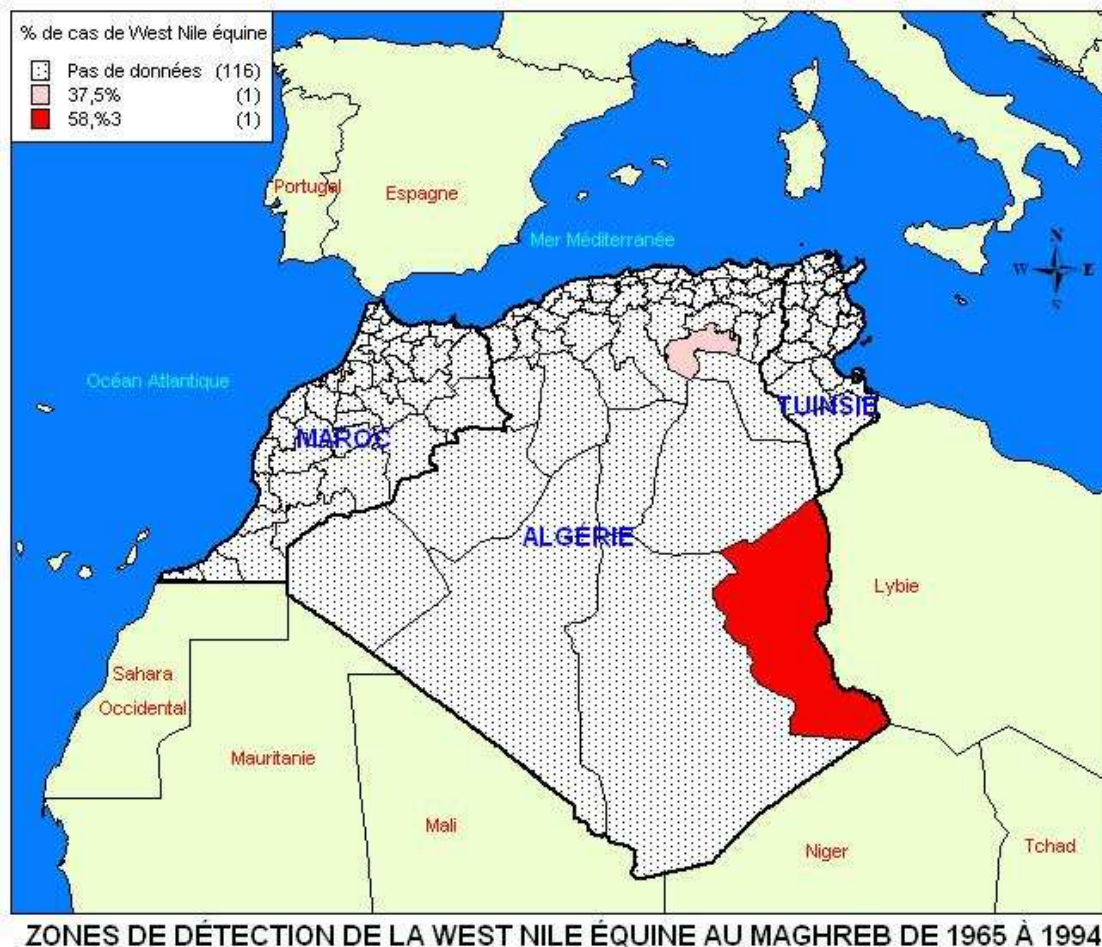 % de cas de West Nile équine
Pas de données (116)
37,5% (1)
58,%3 (1)
Portugal
Espagne
Mer Méditerranée
N
W E
S
Océan Atlantique
MAROC
TUINSIE
ALGERIE
Lybie
Sahara
Occidental
Mauritanie
Mali
Niger
Tchad
ZONES DE DÉTECTION DE LA WEST NILE ÉQUINE AU MAGHREB DE 1965 À 1994